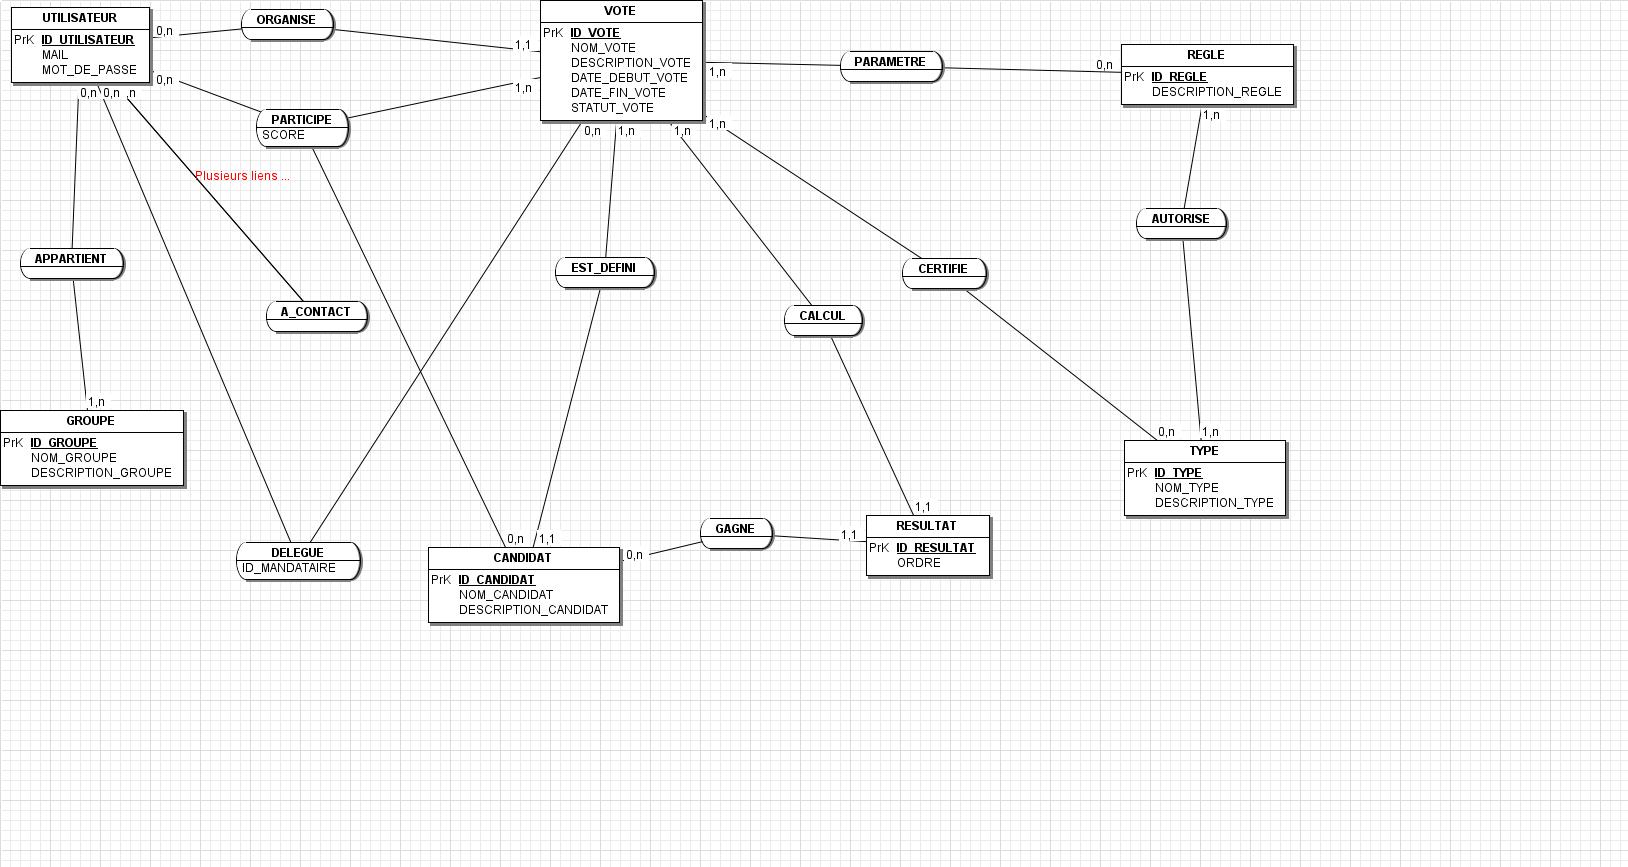 UTILISATEUR
PrK ID_UTILISATEUR
MAIL
MOT_DE_PASSE
0,n
ORGANISE
1,1
VOTE
PrK ID_VOTE
NOM_VOTE
DESCRIPTION_VOTE
DATE_DEBUT_VOTE
DATE_FIN_VOTE
STATUT_VOTE
1,n
PARAMETRE
0,n
REGLE
PrK ID_REGLE
DESCRIPTION_REGLE
0,n
PARTICIPE
SCORE
1,n
0,n 0,n ,n
0,n 1,n 1,n 1,n
1,n
Plusieurs liens ...
AUTORISE
APPARTIENT
EST_DEFINI
CERTIFIE
A_CONTACT
CALCUL
1,n
GROUPE
PrK ID_GROUPE
NOM_GROUPE
DESCRIPTION_GROUPE
0,n 1,n
TYPE
PrK ID_TYPE
NOM_TYPE
DESCRIPTION_TYPE
DELEGUE
ID_MANDATAIRE
0,n 1,1
CANDIDAT
PrK ID_CANDIDAT
NOM_CANDIDAT
DESCRIPTION_CANDIDAT
0,n
GAGNE
1,1
1,1
RESULTAT
PrK ID_RESULTAT
ORDRE